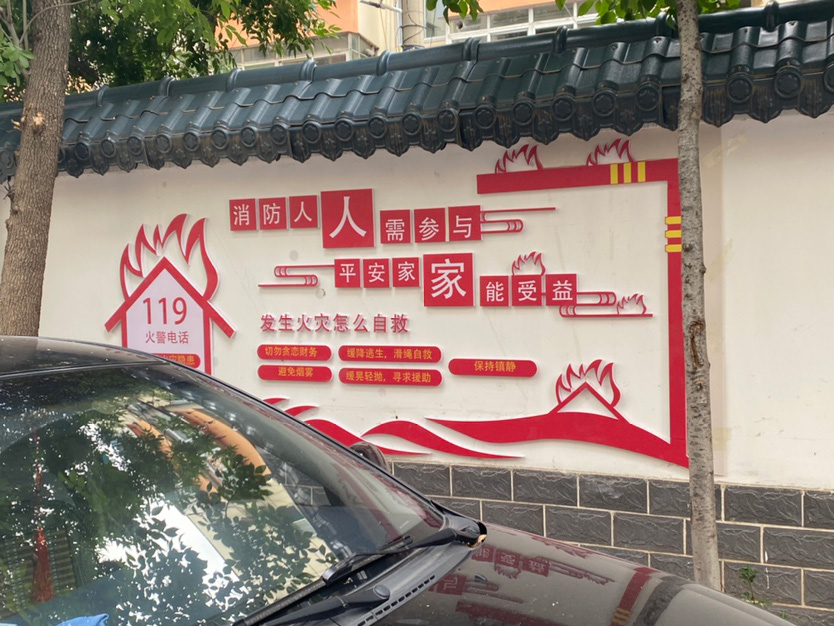 消防人人需参与
平安家家能受益
119
火警电话
发生火灾怎么自救
切勿贪恋财务
缓降逃生,滑绳自救
保持镇静
避免烟雾
缓晃轻抛,寻求援助